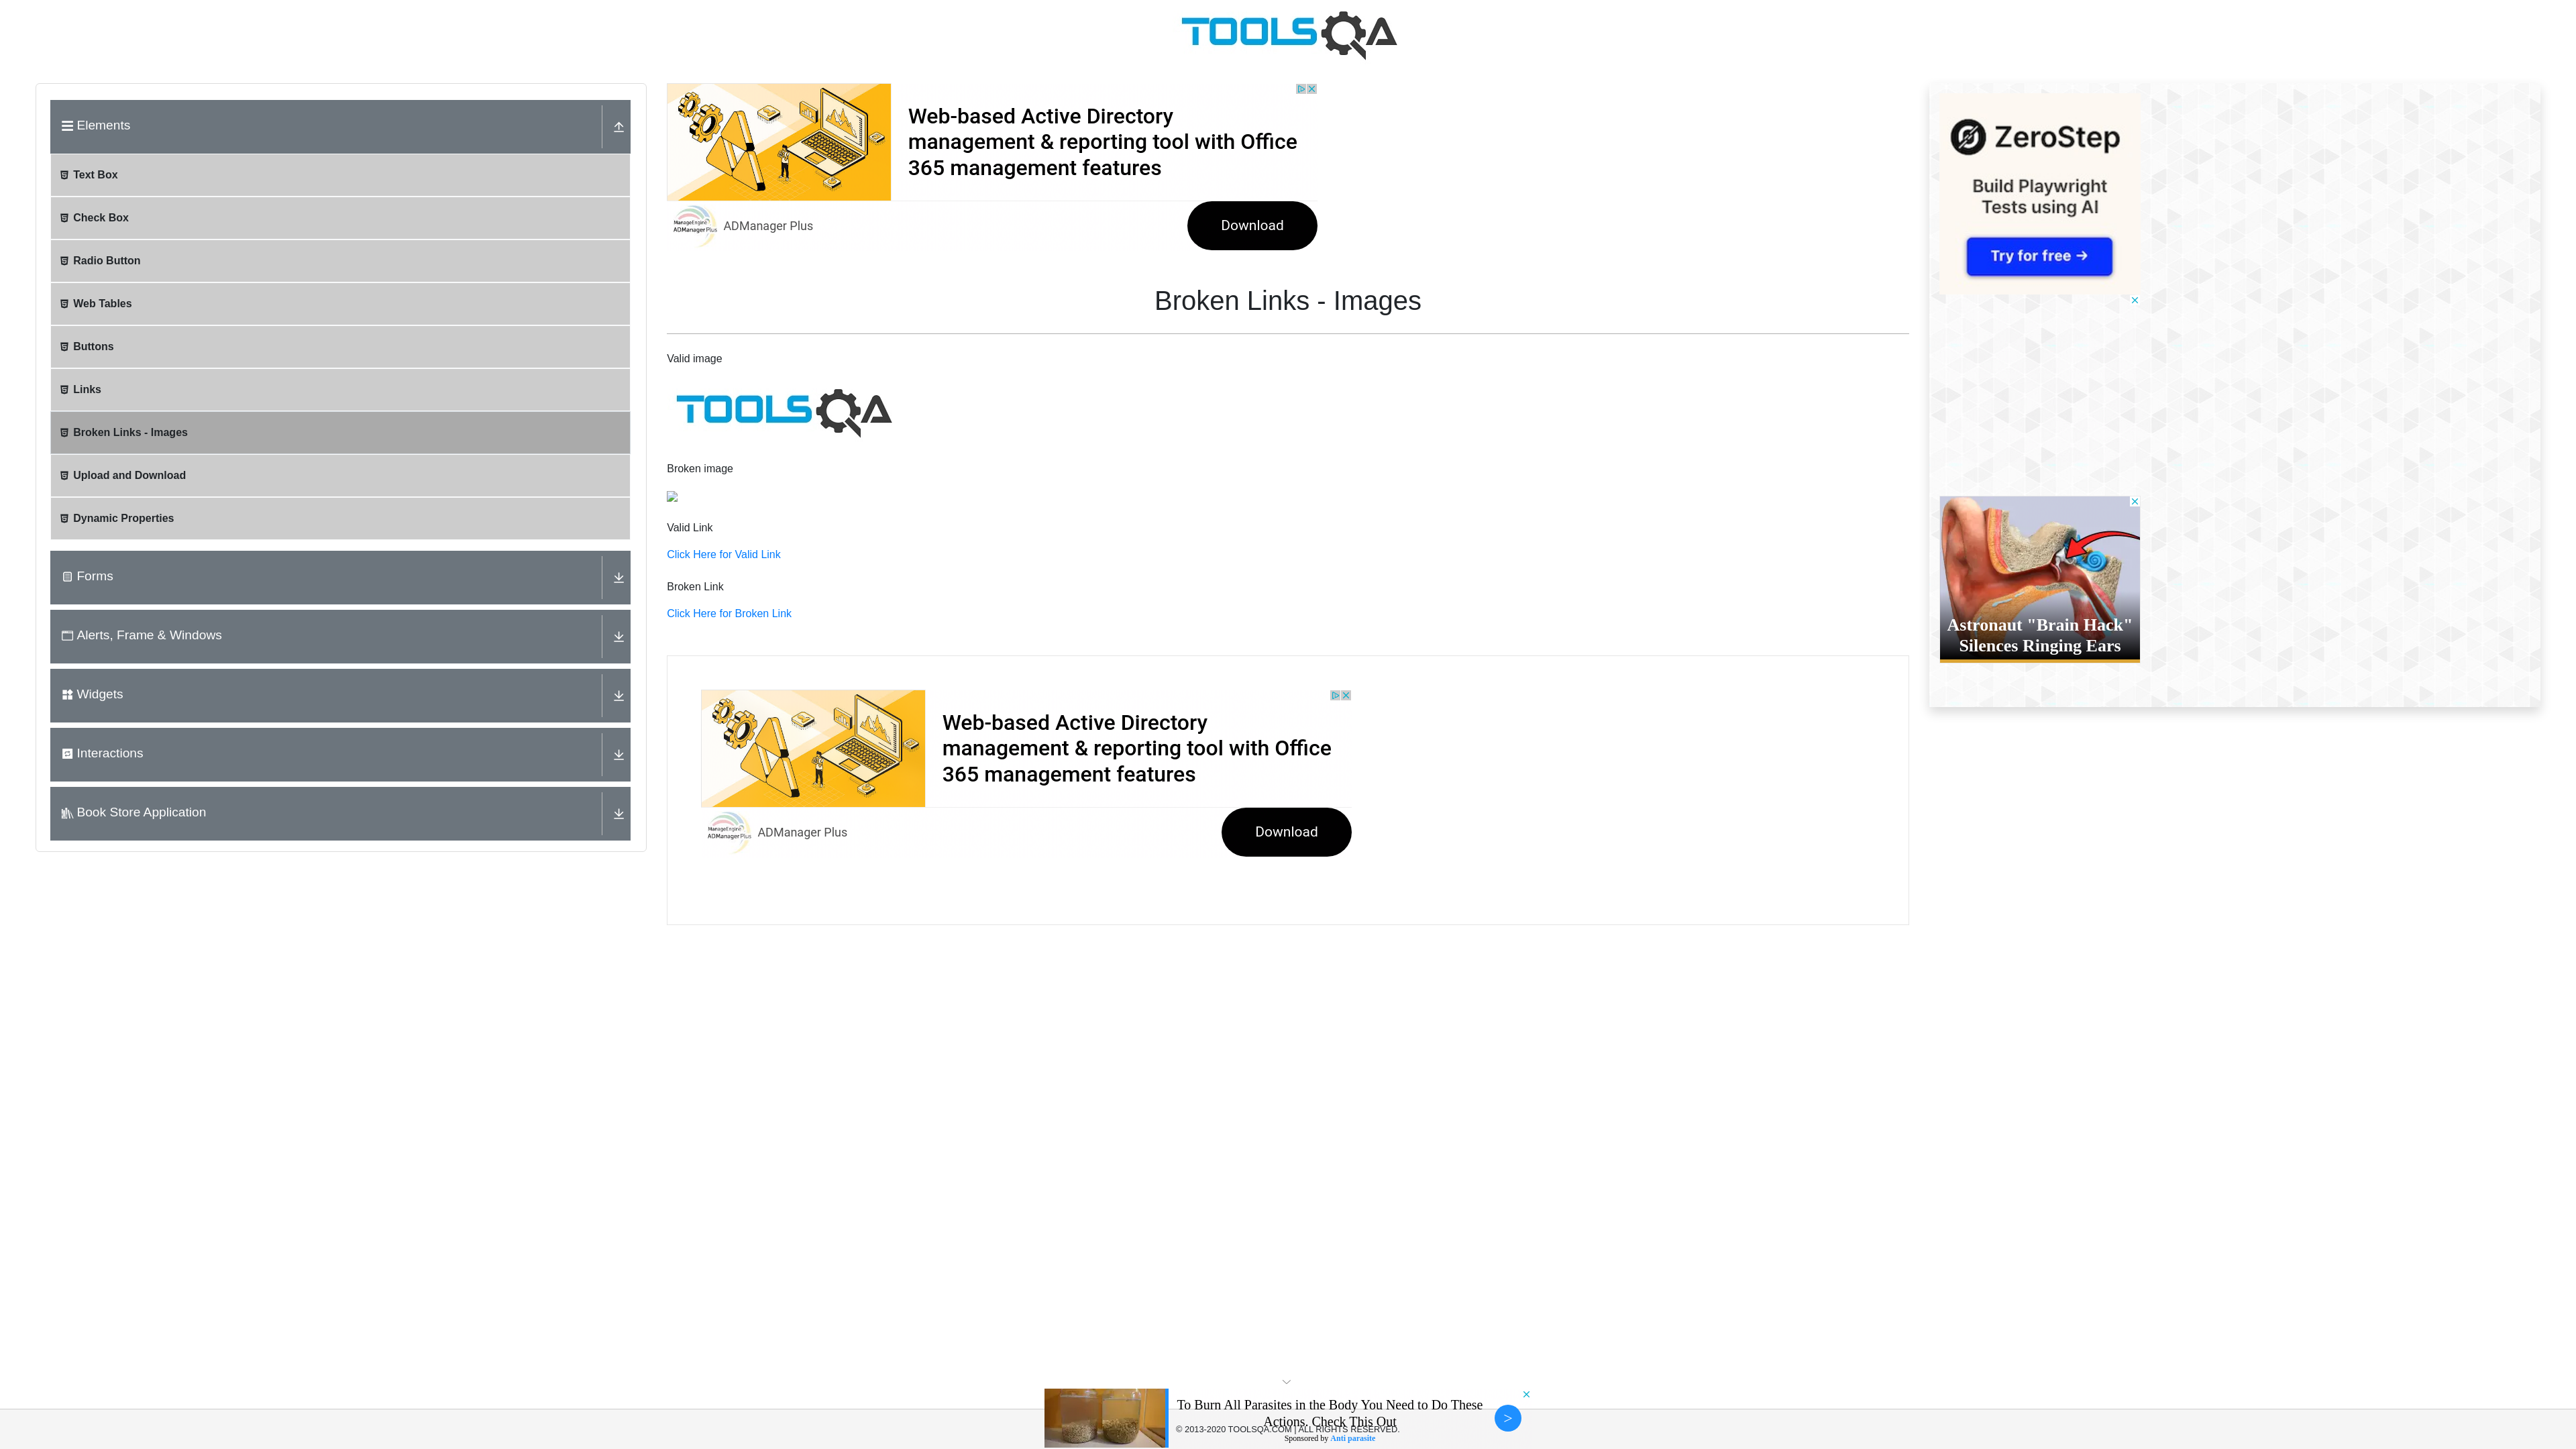 TOOLSQA
Elements
Text Box
Check Box
Radio Button
Web Tables
Buttons
Links
Broken Links - Images
Upload and Download
Dynamic Properties
Forms
Alerts, Frame & Windows
Widgets
Interactions
Book Store Application
Web-based Active Directory
management & reporting tool with Office
365 management features
ManageEngine
ADManager Plus
ADManager Plus
Download
Broken Links - Images
Valid image
TOOLSQA
Broken image
Valid Link
Click Here for Valid Link
Broken Link
Click Here for Broken Link
Web-based Active Directory
management & reporting tool with Office
365 management features
ManageEngine
ADManager Plus
ADManager Plus
Download
ZeroStep
Build Playwright
Tests using AI
Try for free →
Astronaut "Brain Hack"
Silences Ringing Ears
To Burn All Parasites in the Body You Need to Do These
Actions. Check This Out
© 2013-2020 TOOLSQA.COM | ALL RIGHTS RESERVED.
Sponsored by Anti parasite